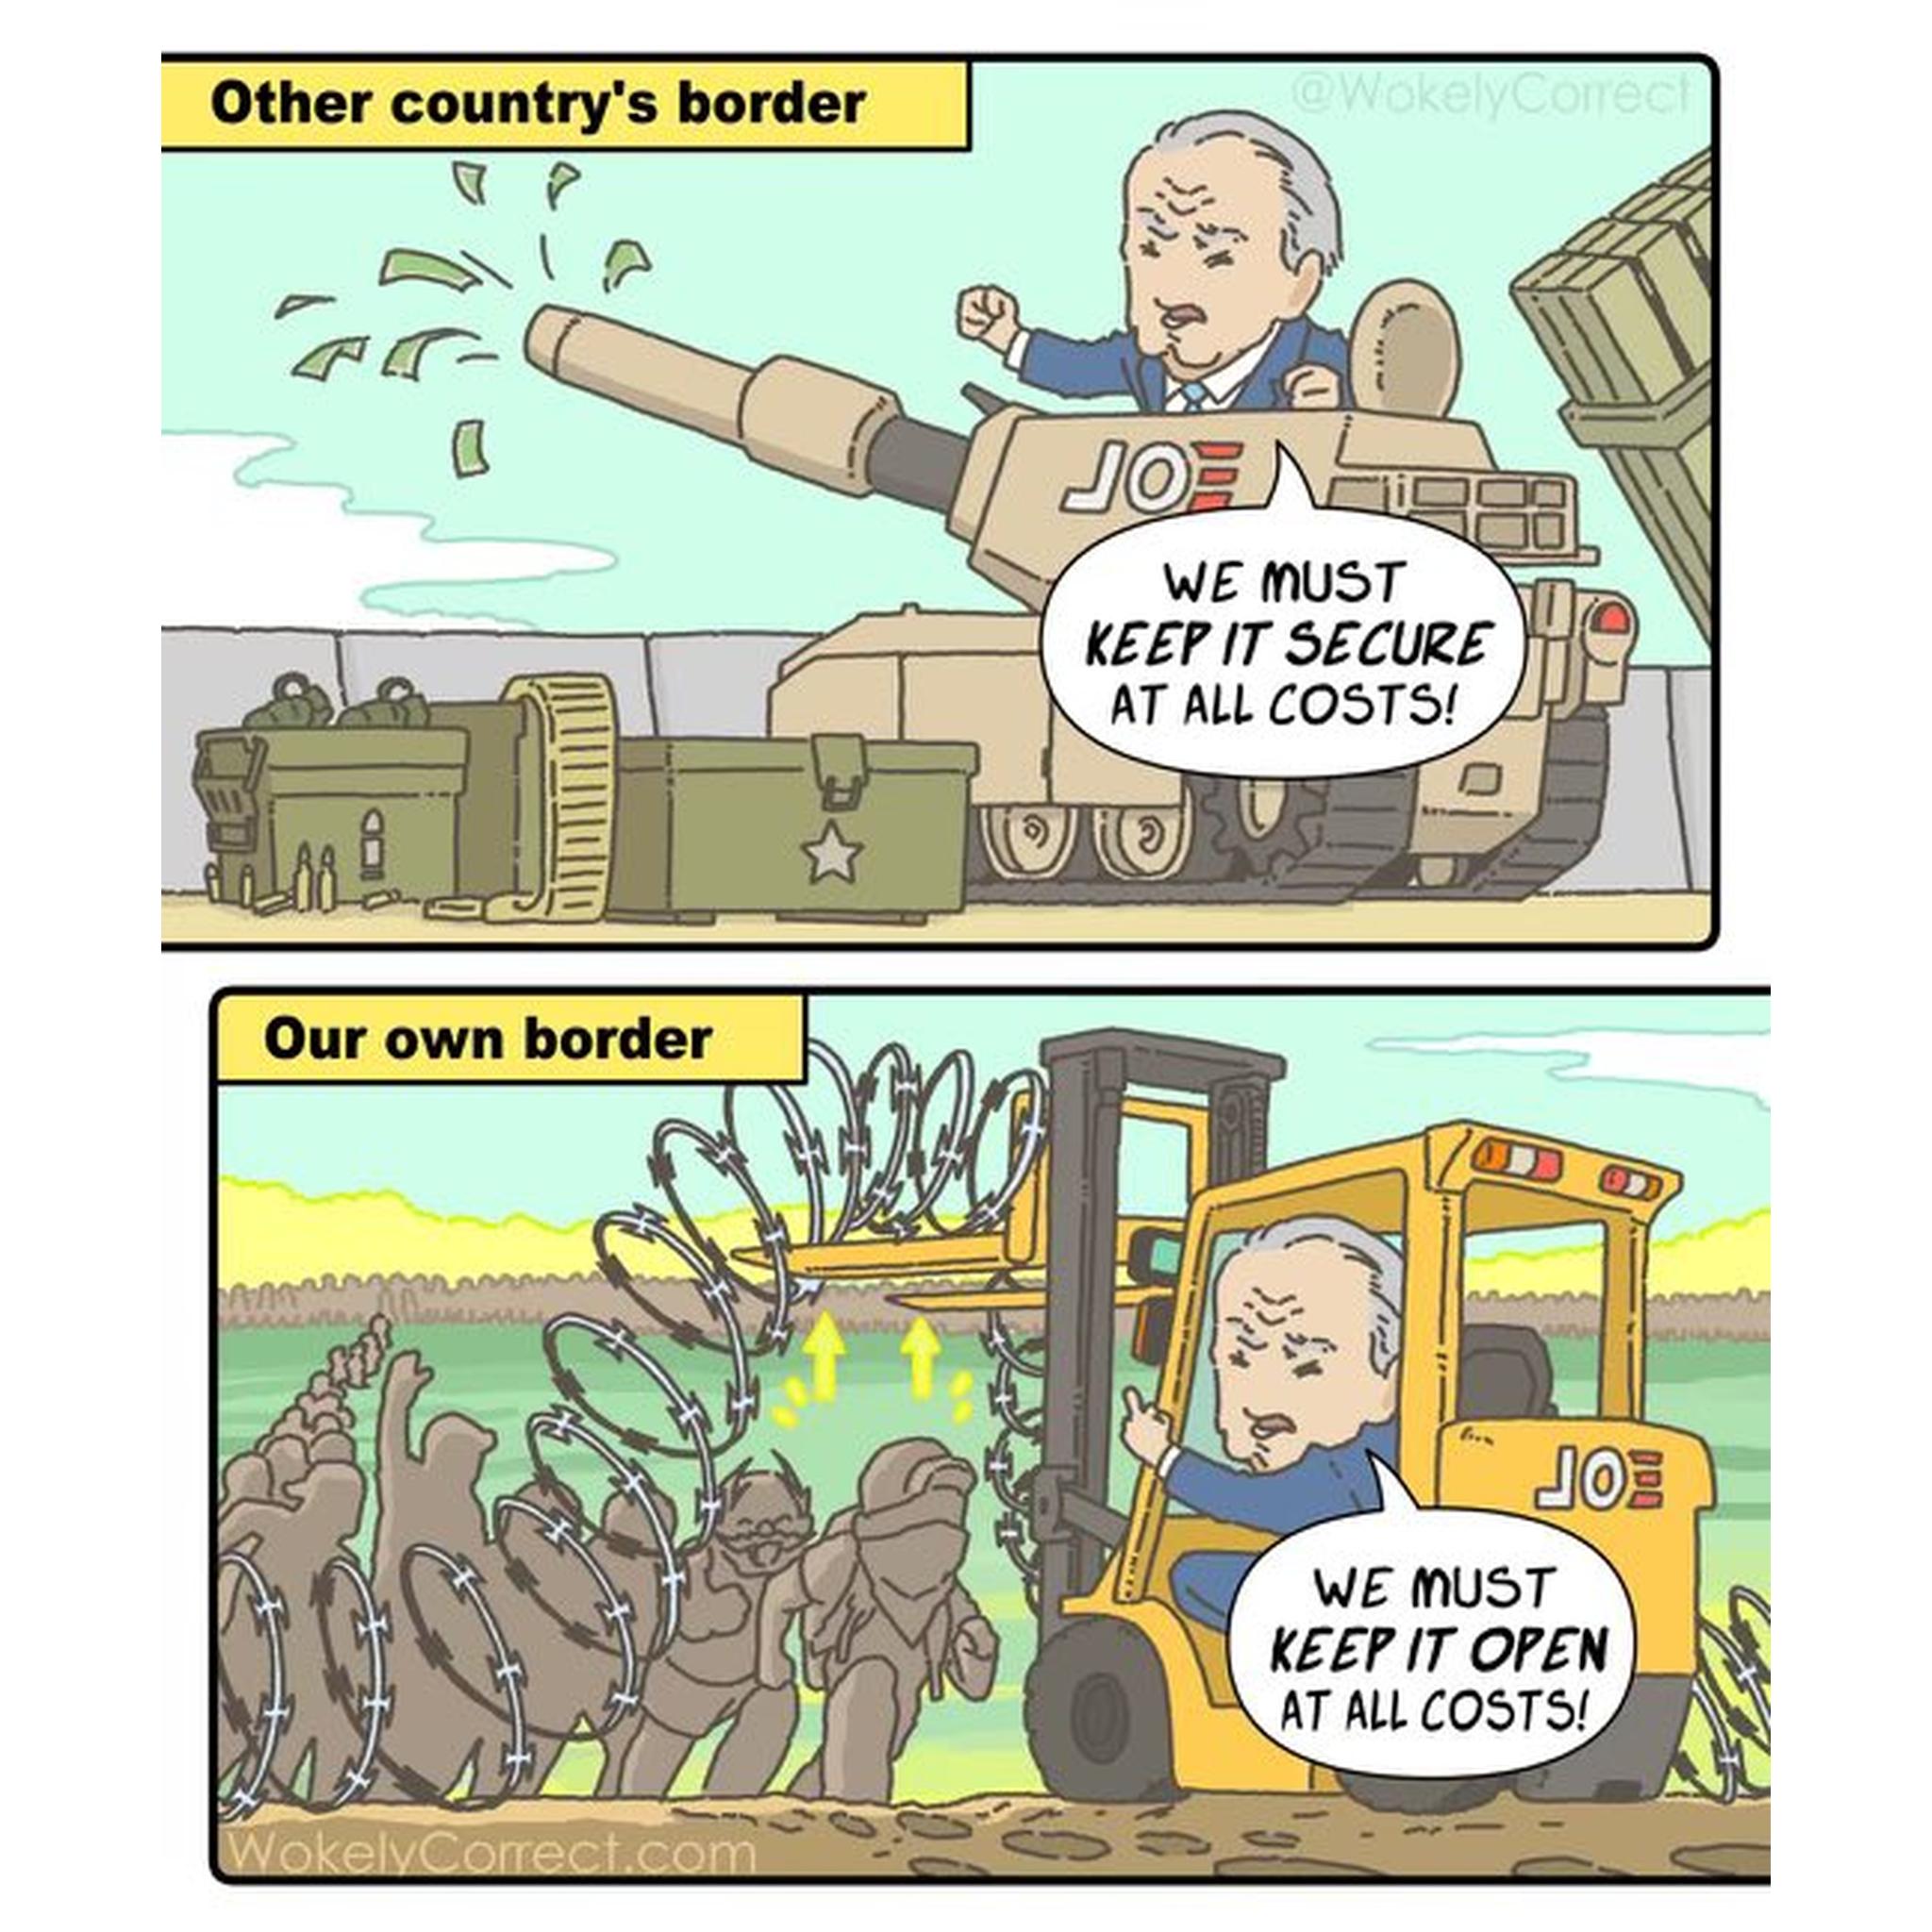 Other country's border
@WokelyCorrect
JOE
WE MUST
KEEP IT SECURE
AT ALL COSTS!
Our own border
JOE
WE MUST
KEEP IT OPEN
AT ALL COSTS!
WokelyCorrect.com